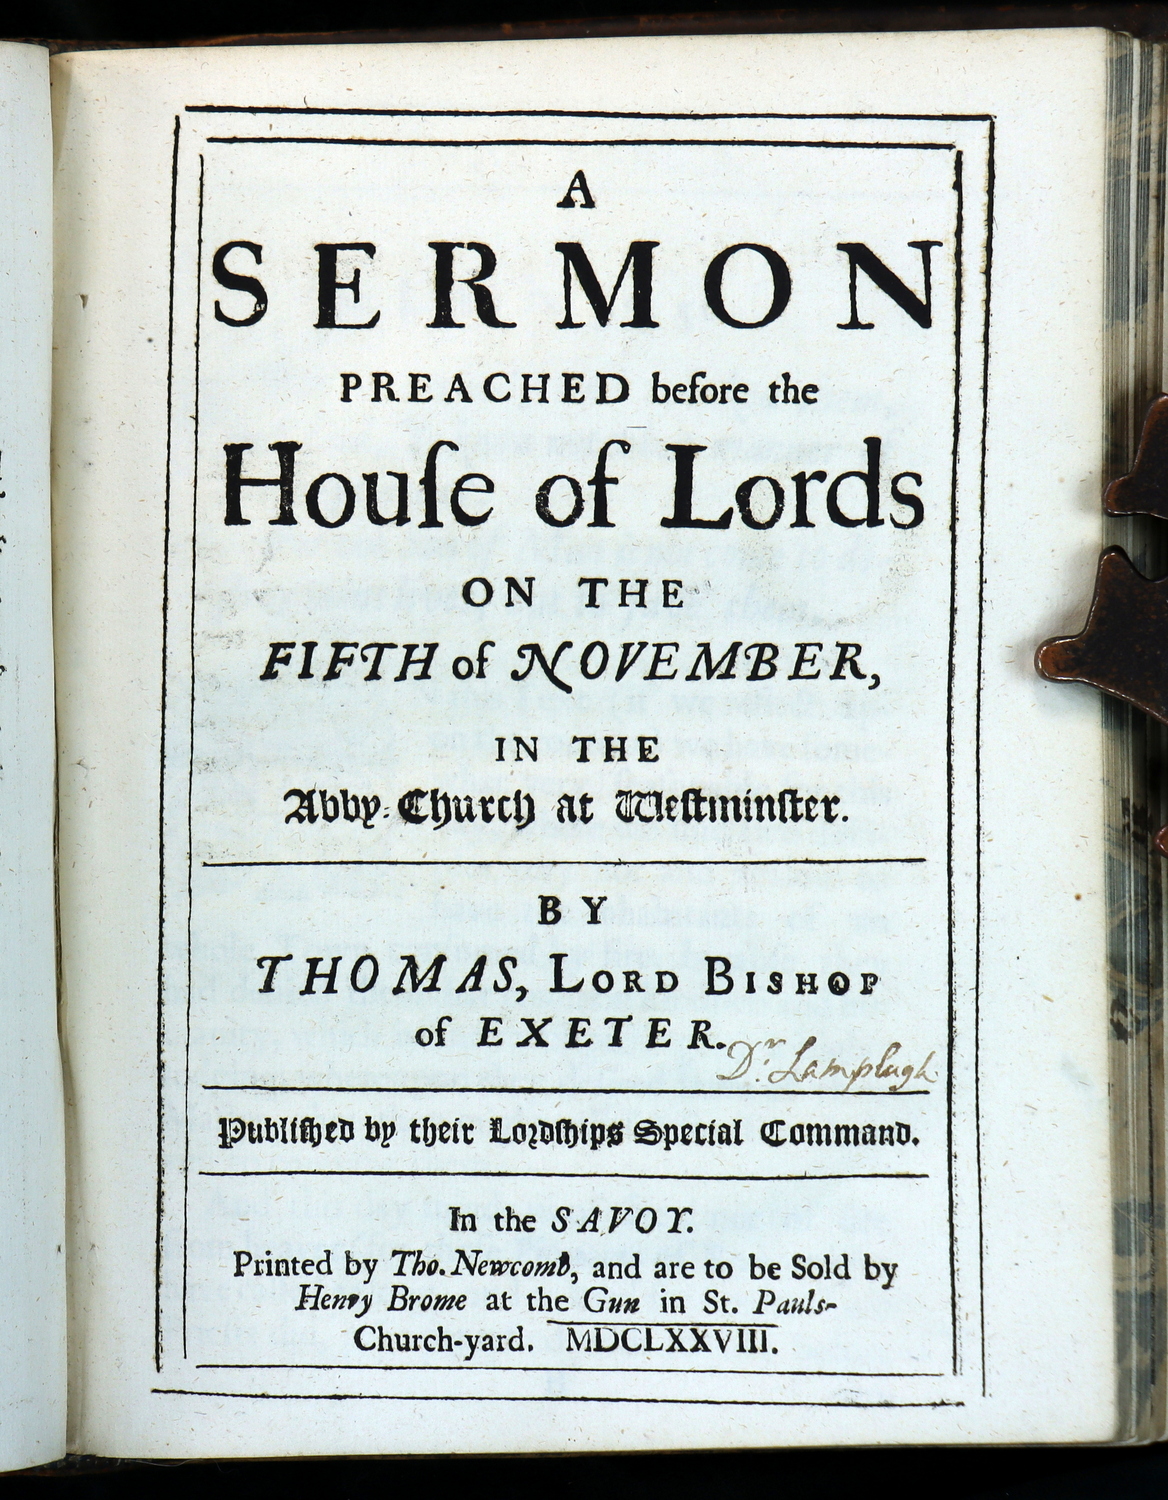 A
SERMON
PREACHED before the
Houſe of Lords
ON THE
FIFTH of NOVEMBER,
IN THE
Abby-Church at Weſtminſter.
BY
THOMAS, LORD BISHOP
of EXETER.
Dr. Lamplugh
Publiſhed by their Lordſhips Special Command.
In the SAVOY.
Printed by Tho. Newcomb, and are to be Sold by
Henry Brome at the Gun in St. Pauls-
Church-yard. MDCLXXVIII.